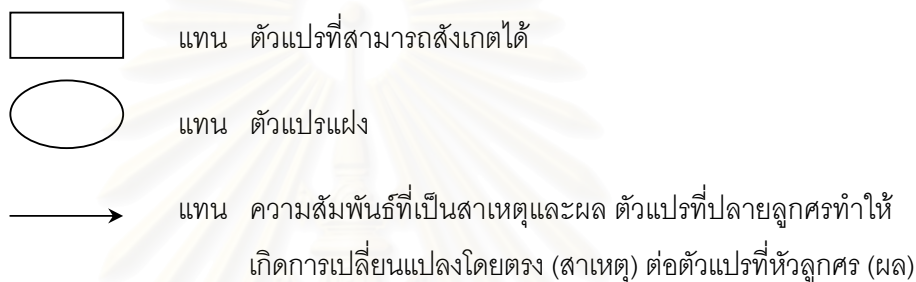 แทน ตัวแปรที่สามารถสังเกตได้
แทน ตัวแปรแฝง
แทน ความสัมพันธ์ที่เป็นสาเหตุและผล ตัวแปรที่ปลายลูกศรทำให้
เกิดการเปลี่ยนแปลงโดยตรง (สาเหตุ) ต่อตัวแปรที่หัวลูกศร (ผล)